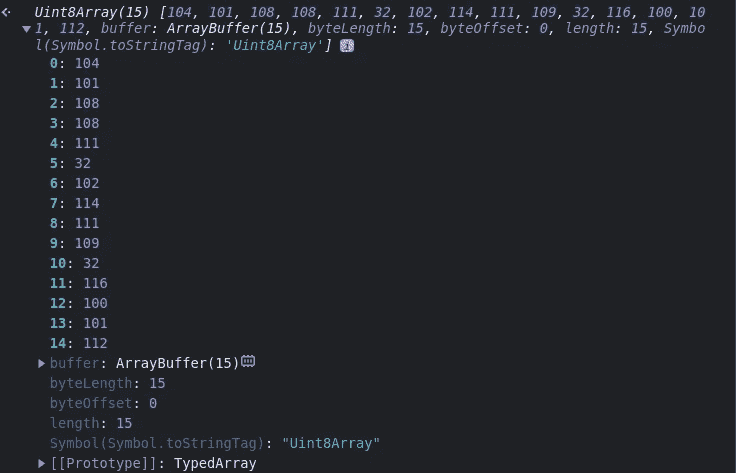 Uint8Array(15) [104, 101, 108, 108, 111, 32, 102, 114, 111, 109, 32, 116, 100, 10
1, 112, buffer: ArrayBuffer(15), byteLength: 15, byteOffset: 0, length: 15, Symbo
l(Symbol.toStringTag): 'Uint8Array']
0: 104
1: 101
2: 108
3: 108
4: 111
5: 32
6: 102
7: 114
8: 111
9: 109
10: 32
11: 116
12: 100
13: 101
14: 112
buffer: ArrayBuffer(15)
byteLength: 15
byteOffset: 0
length: 15
Symbol(Symbol.toStringTag): "Uint8Array"
[[Prototype]]: TypedArray